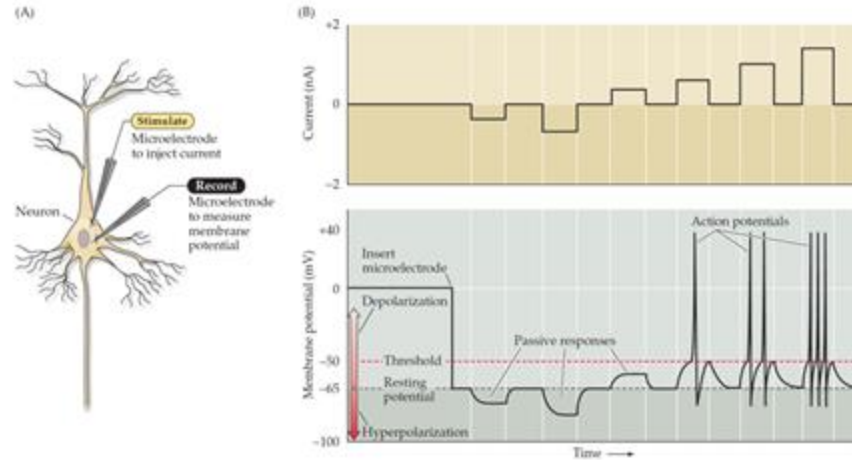 (A)
Stimulate
Microelectrode
to inject current
Record
Microelectrode
to measure
membrane
potential
Neuron
(B)
Current (nA)
+2
0
−2
Membrane potential (mV)
+40
0
−50
−65
−100
Insert
microelectrode
Depolarization
Passive responses
Action potentials
Threshold
Resting
potential
Hyperpolarization
Time